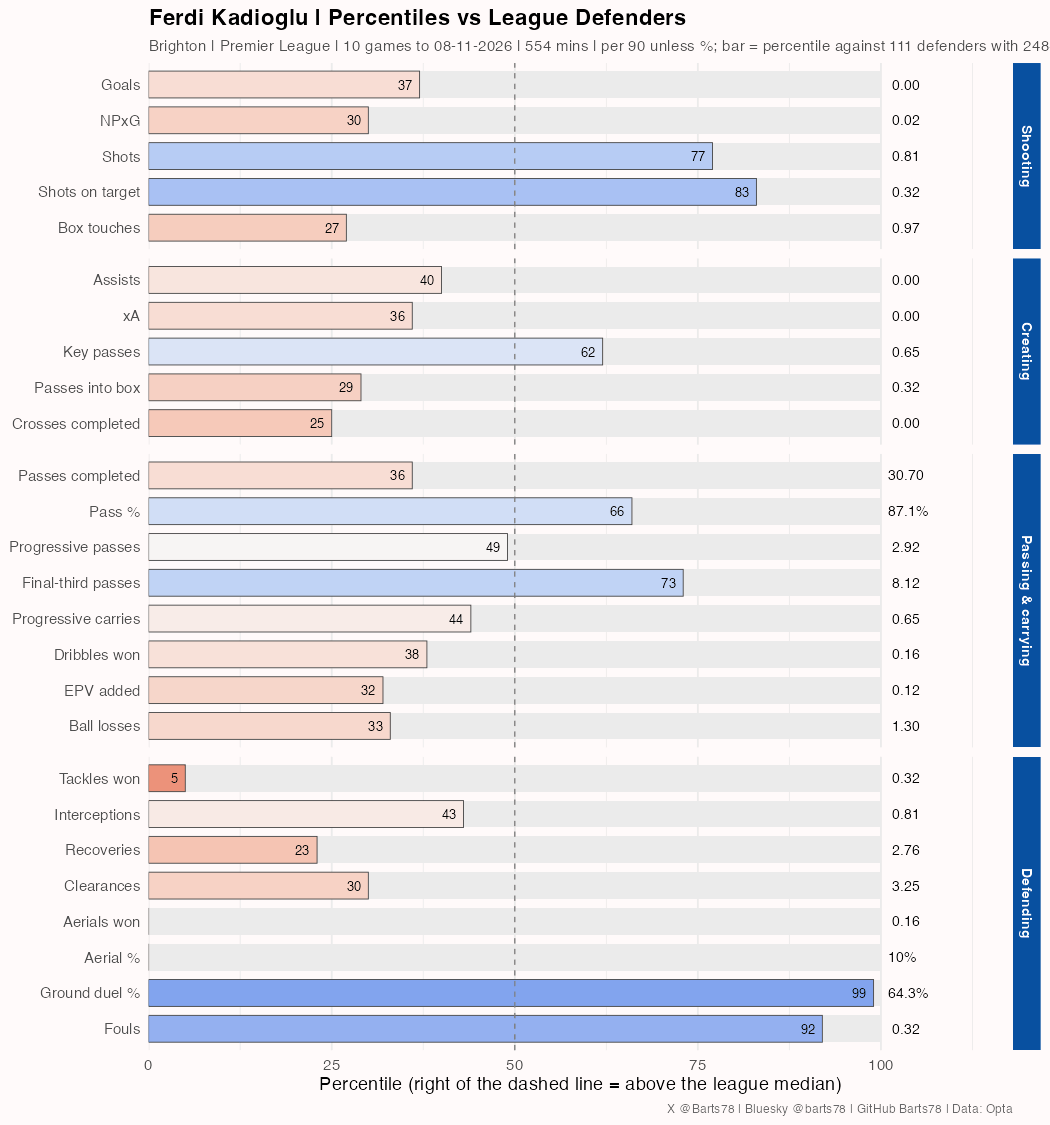 Ferdi Kadioglu | Percentiles vs League Defenders
Brighton | Premier League | 10 games to 08-11-2026 | 554 mins | per 90 unless %; bar = percentile against 111 defenders with 248
Shooting
Goals 37 0.00
NPxG 30 0.02
Shots 77 0.81
Shots on target 83 0.32
Box touches 27 0.97
Creating
Assists 40 0.00
xA 36 0.00
Key passes 62 0.65
Passes into box 29 0.32
Crosses completed 25 0.00
Passing & carrying
Passes completed 36 30.70
Pass % 66 87.1%
Progressive passes 49 2.92
Final-third passes 73 8.12
Progressive carries 44 0.65
Dribbles won 38 0.16
EPV added 32 0.12
Ball losses 33 1.30
Defending
Tackles won 5 0.32
Interceptions 43 0.81
Recoveries 23 2.76
Clearances 30 3.25
Aerials won 0.16
Aerial % 10%
Ground duel % 99 64.3%
Fouls 92 0.32
0 25 50 75 100
Percentile (right of the dashed line = above the league median)
X @Barts78 | Bluesky @barts78 | GitHub Barts78 | Data: Opta